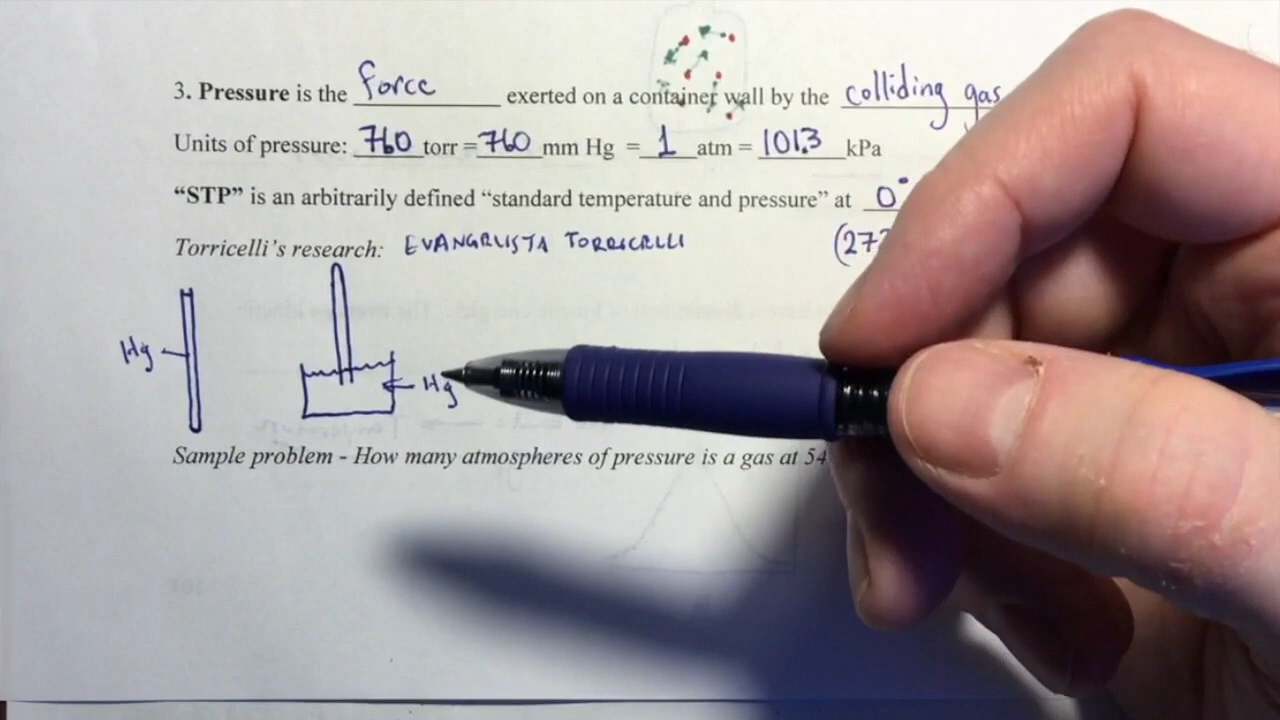 3. Pressure is the force exerted on a container wall by the colliding gas
Units of pressure: 760 torr = 760 mm Hg = 1 atm = 101.3 kPa
“STP” is an arbitrarily defined “standard temperature and pressure” at 0°
(27
Torricelli's research: EVANGELISTA TORRICELLI
Hg
Hg
Sample problem - How many atmospheres of pressure is a gas at 54